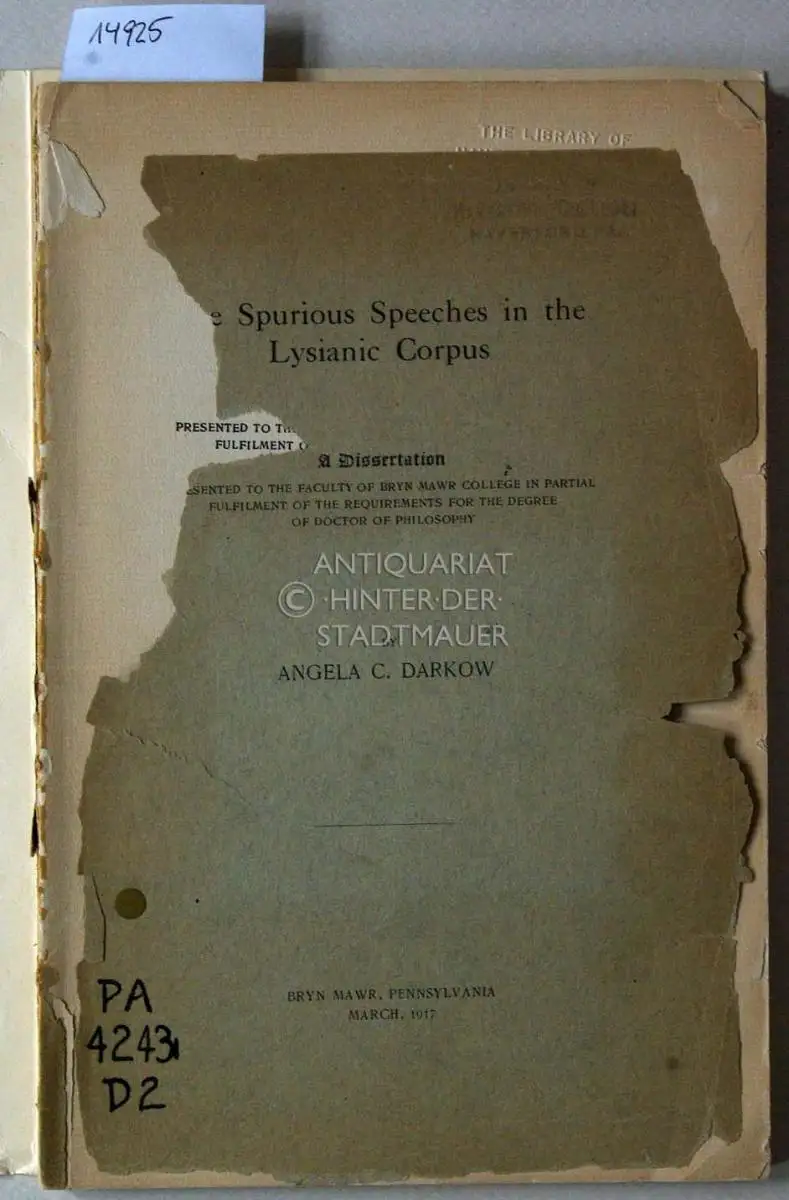 14925
THE LIBRARY OF
e Spurious Speeches in the
Lysianic Corpus
PRESENTED TO
FULFILMENT
A Dissertation
SENTED TO THE FACULTY OF BRYN MAWR COLLEGE IN PARTIAL
FULFILMENT OF THE REQUIREMENTS FOR THE DEGREE
OF DOCTOR OF PHILOSOPHY
ANTIQUARIAT
© ·HINTER·DER·
STADTMAUER
BY
ANGELA C. DARKOW
BRYN MAWR, PENNSYLVANIA
MARCH, 1917
PA
4243
D2